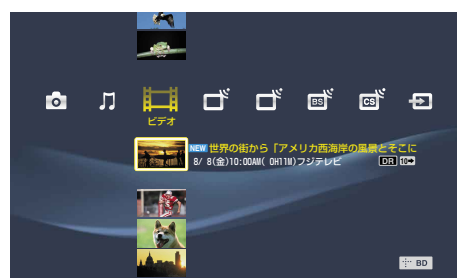 BS
CS
ビデオ
NEW 世界の街から「アメリカ西海岸の風景とそこに
8/ 8(金)10:00AM( 0H11M)フジテレビ DR 10➡
BD